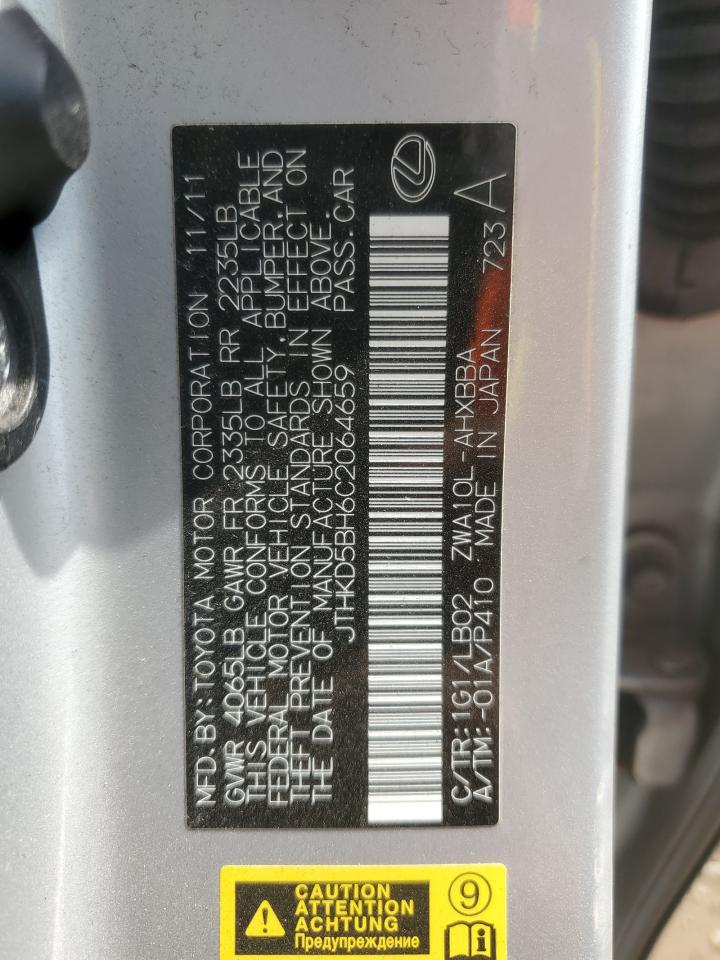 MFD.BY:TOYOTA MOTOR CORPORATION 11/11
GVWR 4065LB GAWR FR 2335LB RR 2235LB
THIS VEHICLE CONFORMS TO ALL APPLICABLE
FEDERAL MOTOR VEHICLE SAFETY,BUMPER,AND
THEFT PREVENTION STANDARDS IN EFFECT ON
THE DATE OF MANUFACTURE SHOWN ABOVE.
JTHKD5BH6C2064659 PASS.CAR
C/TR:1G1/LB02 ZWA10L-AHXBBA 723
A/TM:-01A/P410 MADE IN JAPAN A
CAUTION
ATTENTION
ACHTUNG
Предупреждение
9